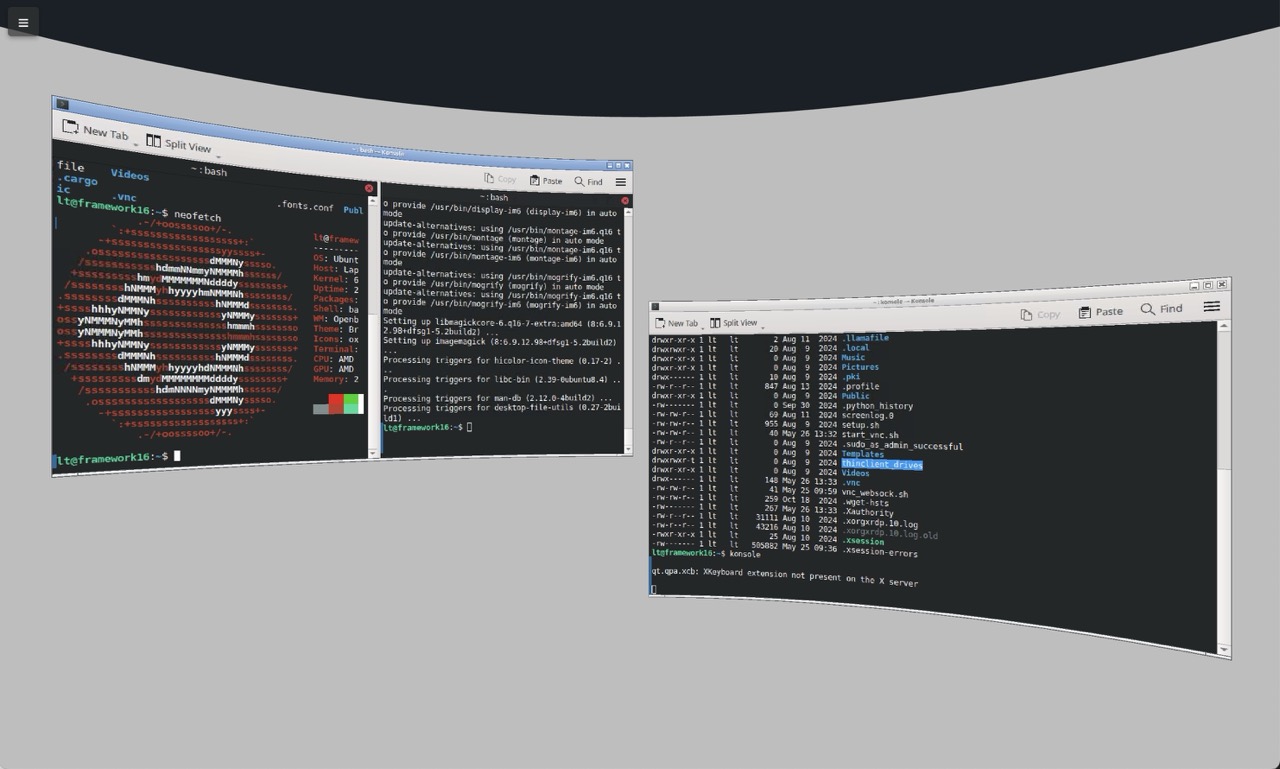 ~ : bash — Konsole
New Tab
Split View
Copy
Paste
Find
~ : bash
file
Videos
.cargo
ic
.vnc
.fonts.conf Publ
lt@framework16:~$ neofetch
.-/+oossssoo+/-.
lt@framew
---------
OS: Ubunt
Host: Lap
Kernel: 6
Uptime: 2
Packages:
Shell: ba
WM: Openb
Theme: Br
Icons: ox
Terminal:
CPU: AMD
GPU: AMD
Memory: 2
.-/+oossssoo+/-.
lt@framework16:~$
~ : bash
o provide /usr/bin/display-im6 (display-im6) in auto
mode
update-alternatives: using /usr/bin/montage-im6.q16 t
o provide /usr/bin/montage (montage) in auto mode
update-alternatives: using /usr/bin/montage-im6.q16 t
o provide /usr/bin/montage-im6 (montage-im6) in auto
mode
update-alternatives: using /usr/bin/mogrify-im6.q16 t
o provide /usr/bin/mogrify (mogrify) in auto mode
update-alternatives: using /usr/bin/mogrify-im6.q16 t
o provide /usr/bin/mogrify-im6 (mogrify-im6) in auto
mode
Setting up libmagickcore-6.q16-7-extra:amd64 (8:6.9.1
2.98+dfsg1-5.2build2) ...
Setting up imagemagick (8:6.9.12.98+dfsg1-5.2build2)
...
Processing triggers for hicolor-icon-theme (0.17-2) .
..
Processing triggers for libc-bin (2.39-0ubuntu8.4) ..
.
Processing triggers for man-db (2.12.0-4build2) ...
Processing triggers for desktop-file-utils (0.27-2bui
ld1) ...
lt@framework16:~$
~ : konsole — Konsole
New Tab
Split View
Copy
Paste
Find
drwxr-xr-x 1 lt lt 2 Aug 11 2024 .llamafile
drwxr-xr-x 1 lt lt 20 Aug 9 2024 .local
drwxr-xr-x 1 lt lt 0 Aug 9 2024 Music
drwxr-xr-x 1 lt lt 0 Aug 9 2024 Pictures
drwx------ 1 lt lt 10 Aug 9 2024 .pki
-rw-r--r-- 1 lt lt 847 Aug 13 2024 .profile
drwxr-xr-x 1 lt lt 0 Aug 9 2024 Public
-rw------- 1 lt lt 0 Sep 30 2024 .python_history
-rw-rw-r-- 1 lt lt 69 Aug 11 2024 screenlog.0
-rw-rw-r-- 1 lt lt 955 Aug 9 2024 setup.sh
-rw-rw-r-- 1 lt lt 40 May 26 13:32 start_vnc.sh
-rw-r--r-- 1 lt lt 0 Aug 9 2024 .sudo_as_admin_successful
drwxr-xr-x 1 lt lt 0 Aug 9 2024 Templates
drwxrwxr-t 1 lt lt 0 Aug 9 2024 thinclient_drives
drwxr-xr-x 1 lt lt 0 Aug 9 2024 Videos
drwx------ 1 lt lt 148 May 26 13:33 .vnc
-rw-rw-r-- 1 lt lt 41 May 25 09:59 vnc_websock.sh
-rw-rw-r-- 1 lt lt 259 Oct 18 2024 .wget-hsts
-rw------- 1 lt lt 267 May 26 13:33 .Xauthority
-rw-r--r-- 1 lt lt 31111 Aug 10 2024 .xorgxrdp.10.log
-rw-r--r-- 1 lt lt 43216 Aug 10 2024 .xorgxrdp.10.log.old
-rwxr-xr-x 1 lt lt 25 Aug 10 2024 .xsession
-rw------- 1 lt lt 505882 May 25 09:36 .xsession-errors
lt@framework16:~$ konsole
qt.qpa.xcb: XKeyboard extension not present on the X server